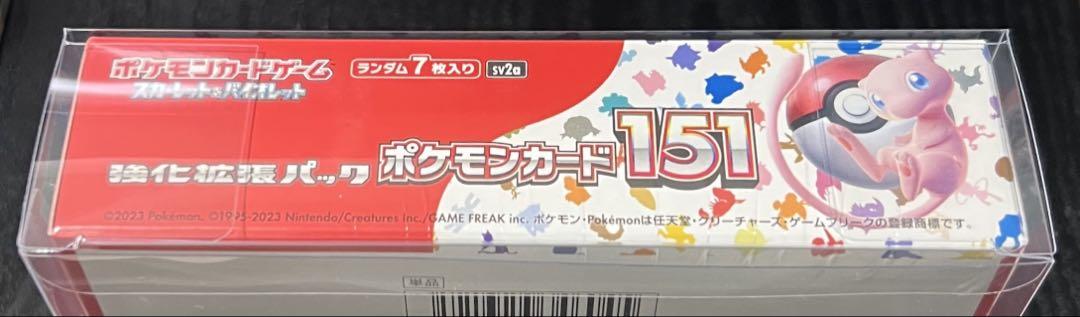 ポケモンカードゲーム
スカーレット&バイオレット
ランダム7枚入り sv2a
強化拡張パック ポケモンカード151
©2023 Pokémon. ©1995-2023 Nintendo/Creatures Inc./GAME FREAK inc. ポケモン・Pokémonは任天堂・クリーチャーズ・ゲームフリークの登録商標です。
単品